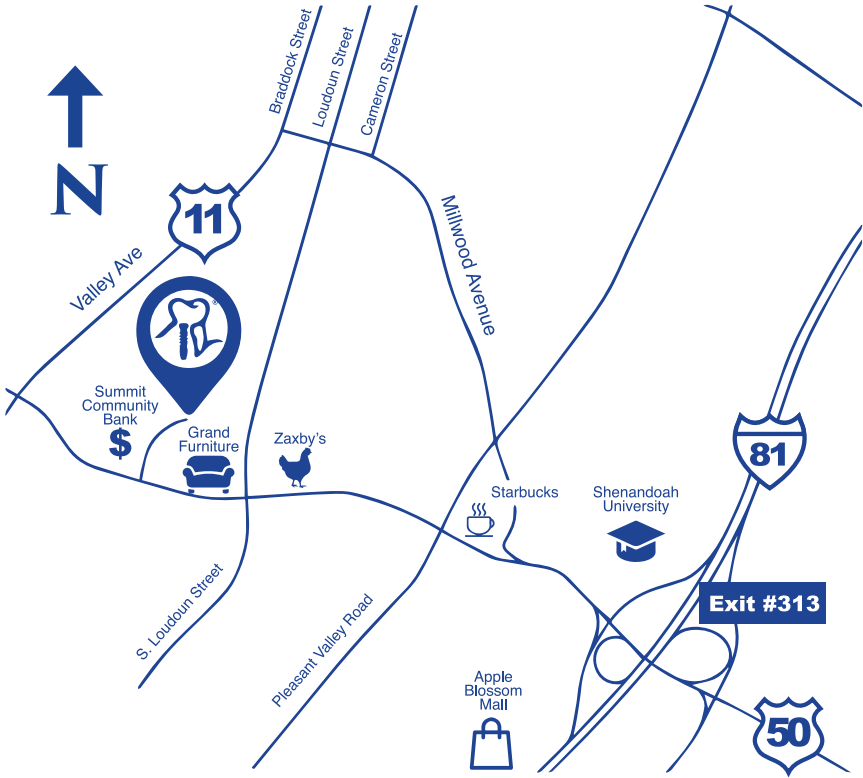 Braddock Street
Loudoun Street
Cameron Street
N
11
Valley Ave
Millwood Avenue
®
Summit
Community
Bank
$
Grand
Furniture
Zaxby's
81
Starbucks
Shenandoah
University
S. Loudoun Street
Pleasant Valley Road
Exit #313
Apple
Blossom
Mall
50